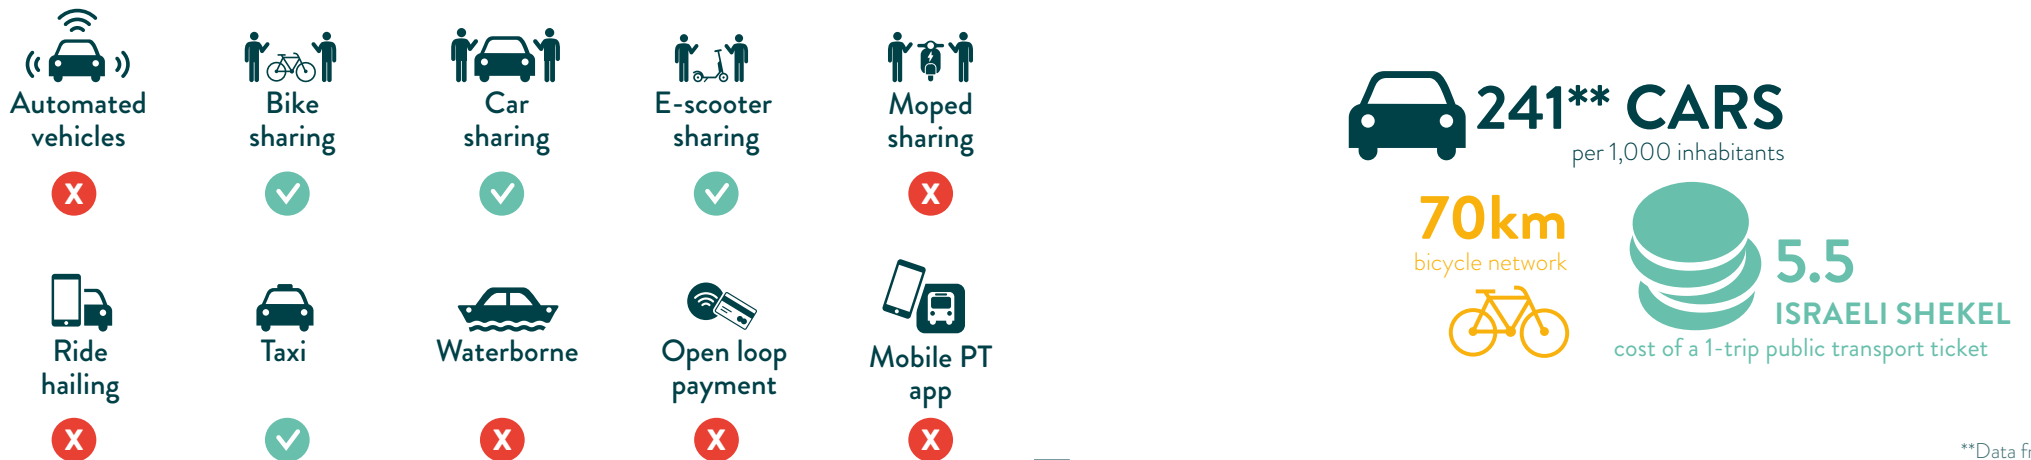 Automated
vehicles
X
Bike
sharing
Car
sharing
E-scooter
sharing
Moped
sharing
X
Ride
hailing
X
Taxi
Waterborne
X
Open loop
payment
X
Mobile PT
app
X
241** CARS
per 1,000 inhabitants
70km
bicycle network
5.5
ISRAELI SHEKEL
cost of a 1-trip public transport ticket
**Data